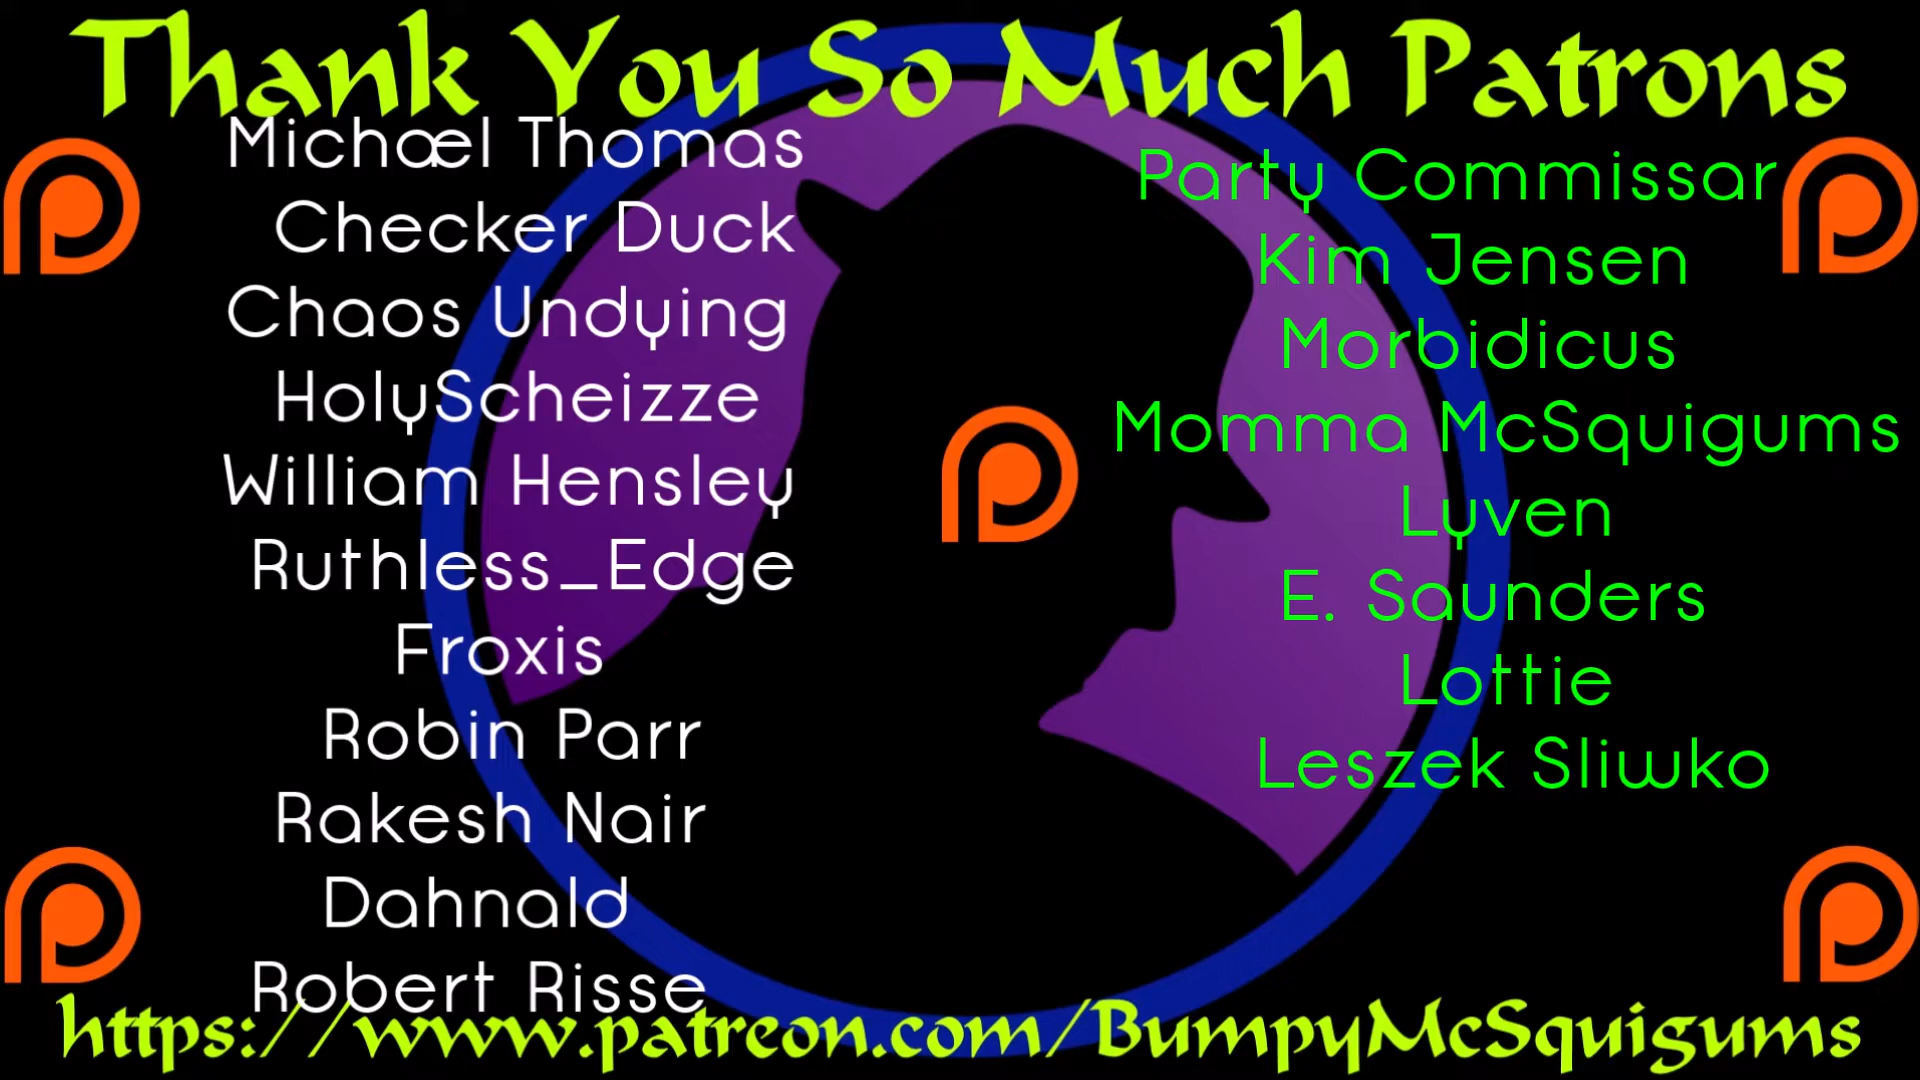 Thank You So Much Patrons
Michael Thomas
Checker Duck
Chaos Undying
HolyScheizze
William Hensley
Ruthless_Edge
Froxis
Robin Parr
Rakesh Nair
Dahnald
Robert Risse
Party Commissar
Kim Jensen
Morbidicus
Momma McSquigums
Lyven
E. Saunders
Lottie
Leszek Sliwko
https://www.patreon.com/BumpyMcSquigums